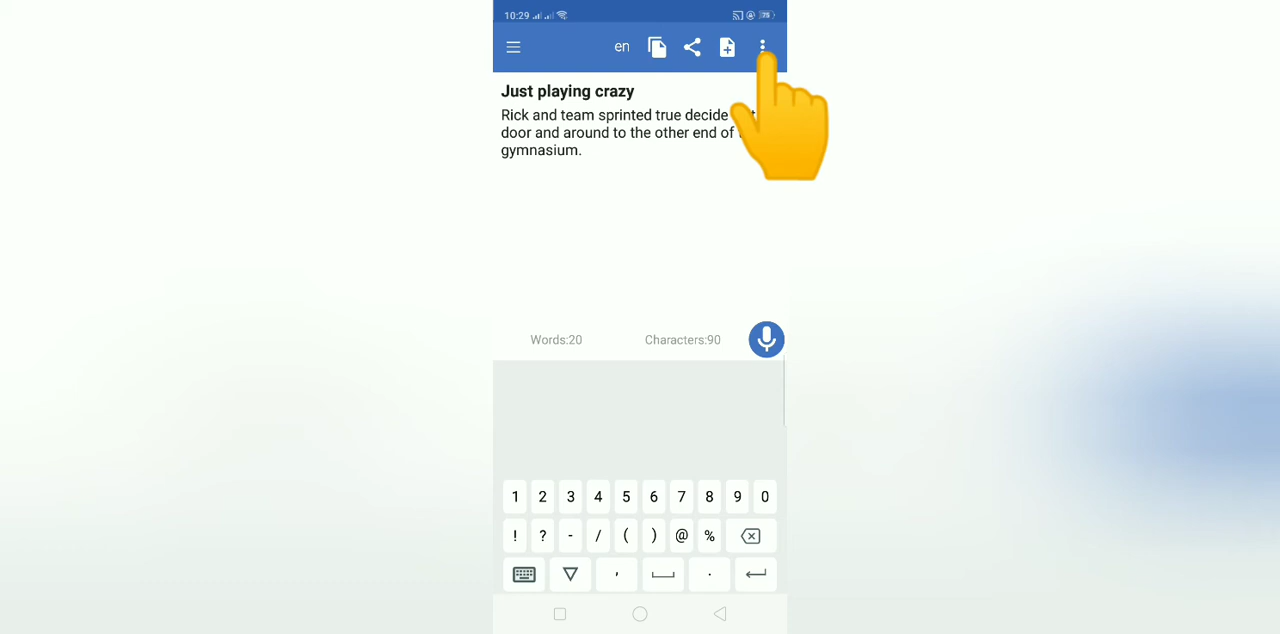 10:29
75
en
Just playing crazy
Rick and team sprinted true decide
door and around to the other end of
gymnasium.
Words:20
Characters:90
1 2 3 4 5 6 7 8 9 0
! ? - / ( ) @ %
, .